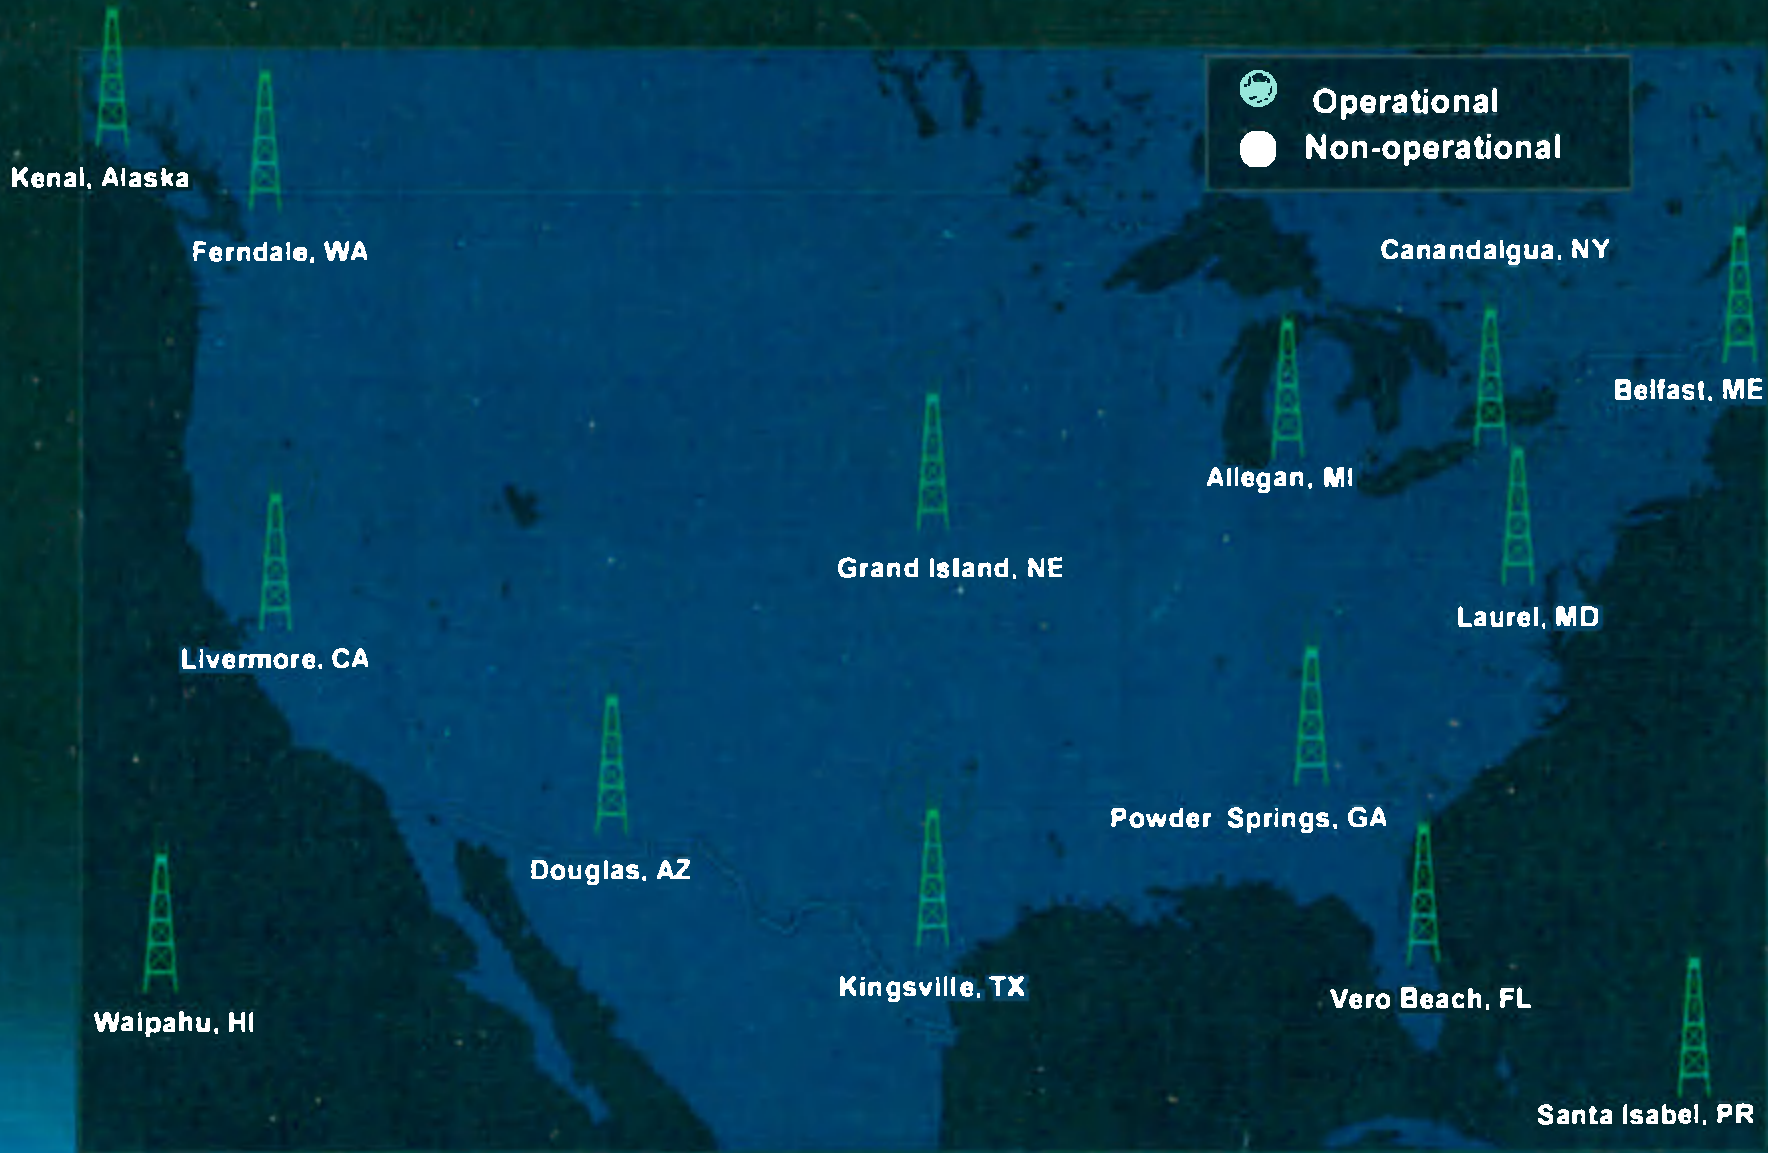 Operational
Non-operational
Kenai, Alaska
Ferndale, WA
Canandaigua, NY
Belfast, ME
Allegan, MI
Grand Island, NE
Laurel, MD
Livermore, CA
Powder Springs, GA
Douglas, AZ
Kingsville, TX
Vero Beach, FL
Waipahu, HI
Santa Isabel, PR